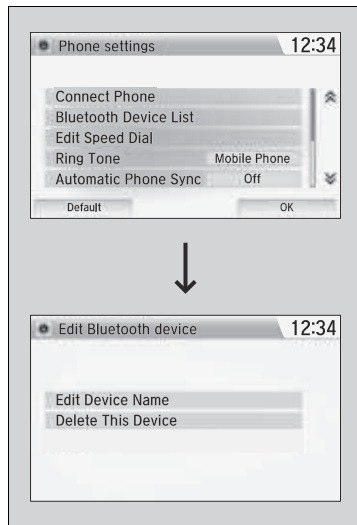 Phone settings 12:34
Connect Phone
Bluetooth Device List
Edit Speed Dial
Ring Tone Mobile Phone
Automatic Phone Sync Off
Default OK
Edit Bluetooth device 12:34
Edit Device Name
Delete This Device